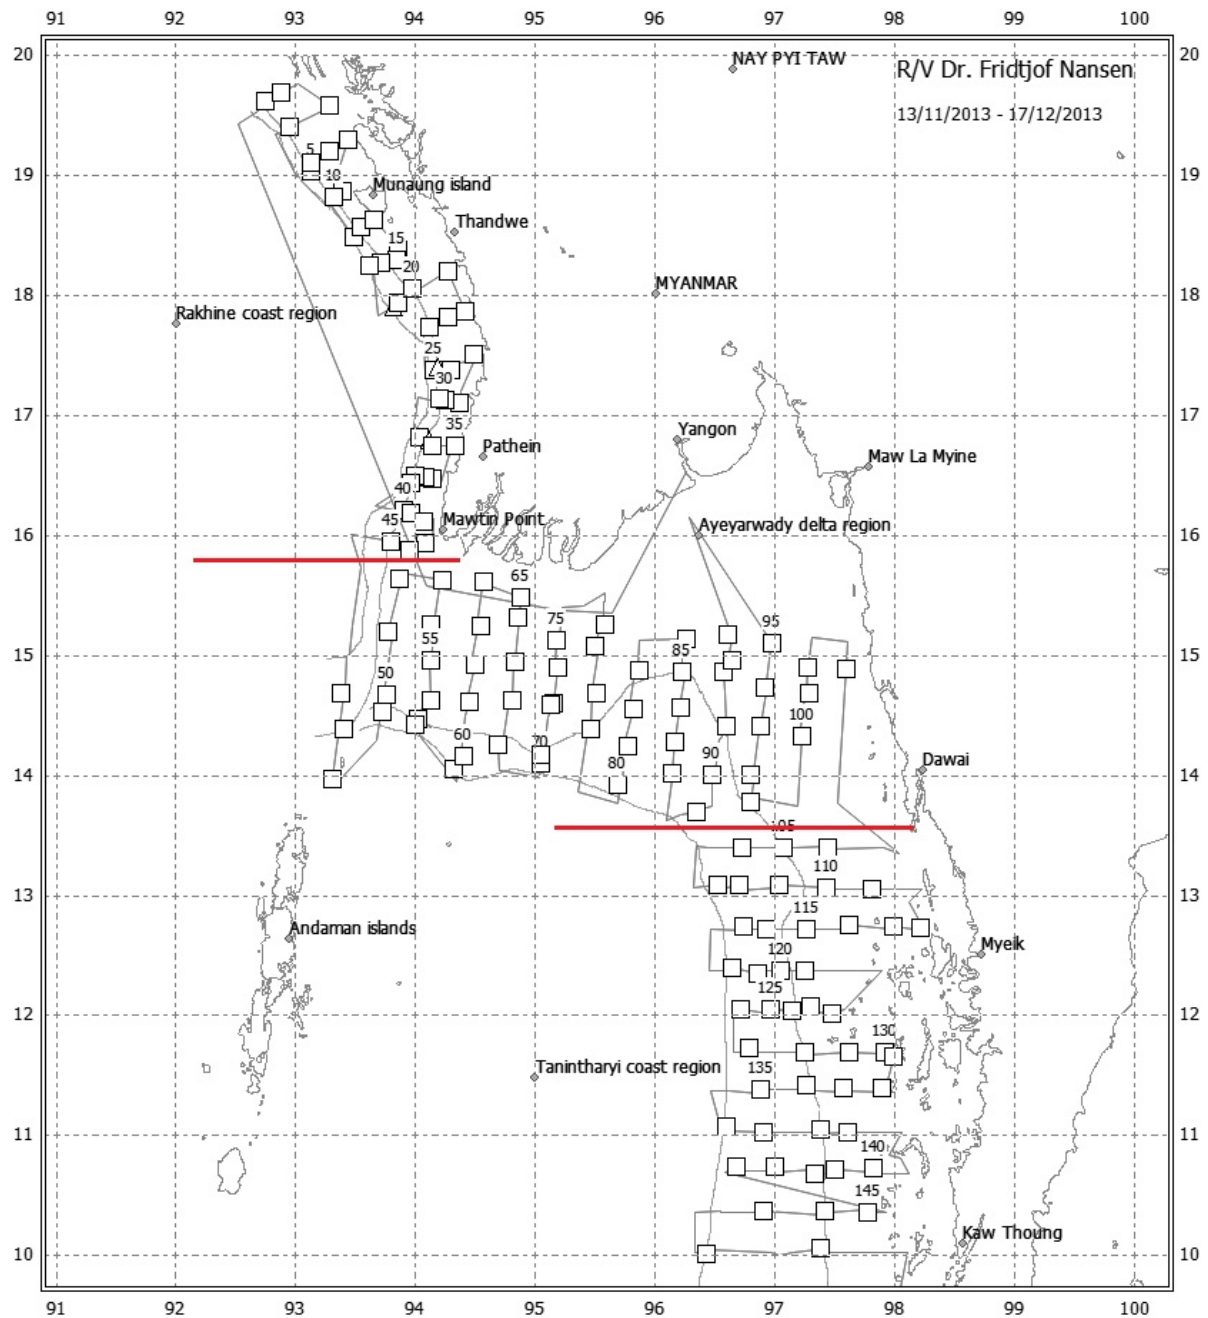 91 92 93 94 95 96 97 98 99 100
20 20
NAY PYI TAW
R/V Dr. Fridtjof Nansen
13/11/2013 - 17/12/2013
5
19 19
10
Munaung island
Thandwe
15
20
MYANMAR
18 18
Rakhine coast region
25
30
17 17
35
Yangon
Pathein
Maw La Myine
40
45
Mawtin Point
Ayeyarwady delta region
16 16
65
75
95
55
85
15 15
50
100
60
70
90
80
Dawai
14 14
105
110
13 13
115
Andaman islands
120
Myeik
125
12 12
130
135
Tanintharyi coast region
11 11
140
145
Kaw Thoung
10 10
91 92 93 94 95 96 97 98 99 100